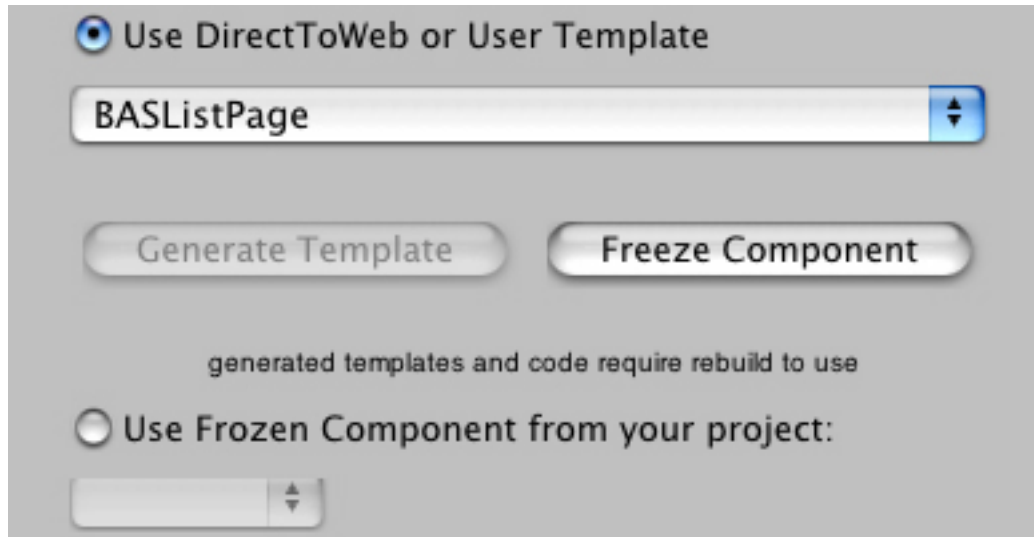 Use DirectToWeb or User Template
BASListPage
Generate Template
Freeze Component
generated templates and code require rebuild to use
Use Frozen Component from your project: